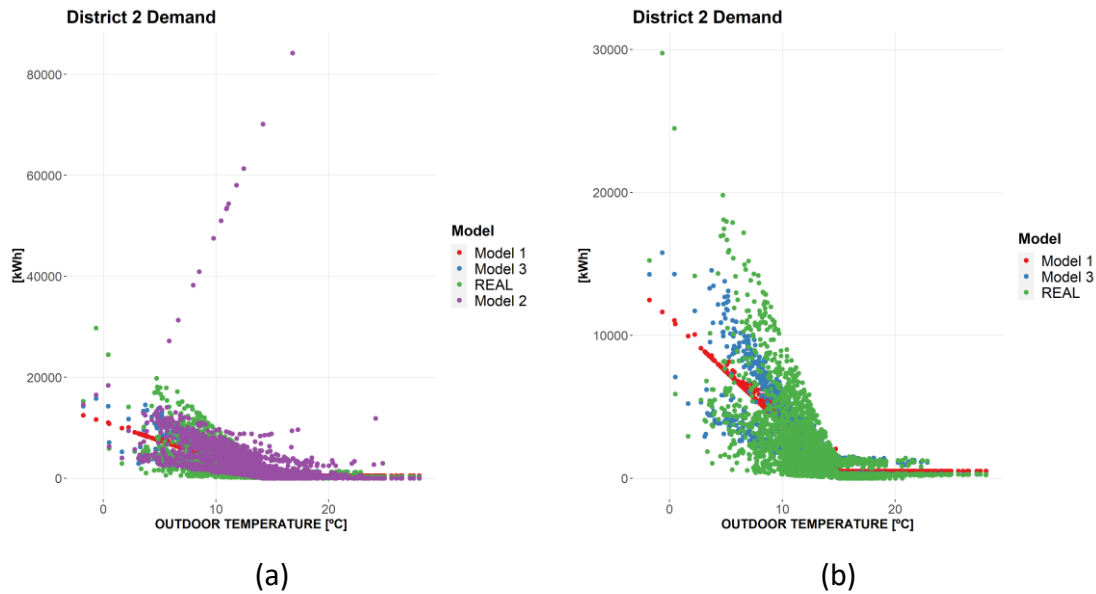 District 2 Demand
80000
60000
40000
20000
0
[kWh]
0
10
20
OUTDOOR TEMPERATURE [ºC]
Model
Model 1
Model 3
REAL
Model 2
(a)
District 2 Demand
30000
20000
10000
0
[kWh]
0
10
20
OUTDOOR TEMPERATURE [ºC]
Model
Model 1
Model 3
REAL
(b)